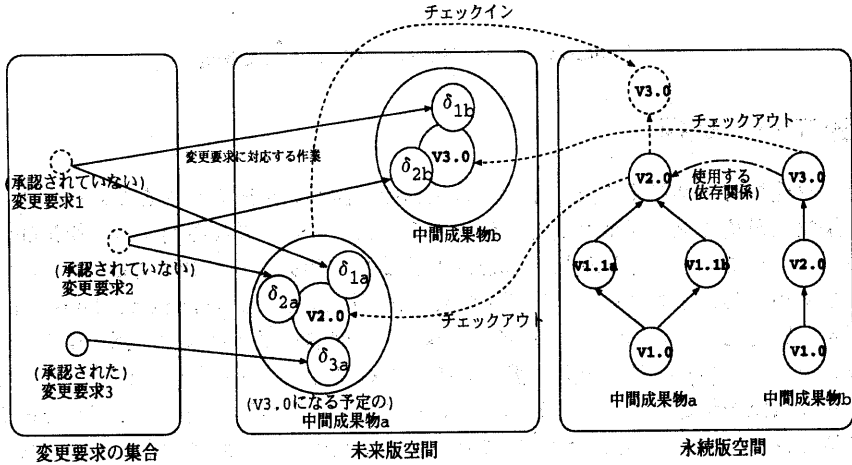 チェックイン
V3.0
δ1b
チェックアウト
変更要求に対応する作業
V3.0
(承認されていない)
変更要求1
δ2b
V2.0
使用する
(依存関係)
V3.0
中間成果物b
(承認されていない)
変更要求2
δ1a
δ2a
V1.1a
V1.1b
V2.0
V2.0
チェックアウト
δ3a
V1.0
V1.0
(承認された)
変更要求3
(V3.0になる予定の)
中間成果物a
中間成果物a
中間成果物b
変更要求の集合
未来版空間
永続版空間